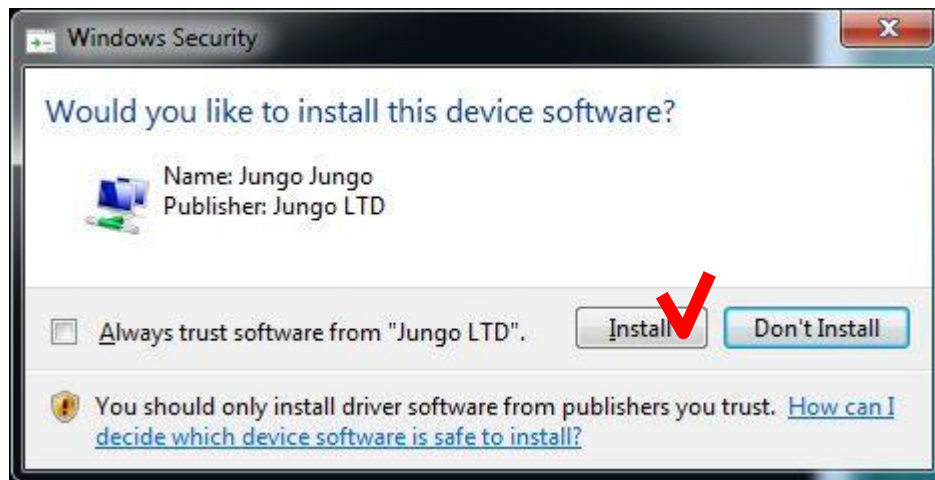 Windows Security
Would you like to install this device software?
Name: Jungo Jungo
Publisher: Jungo LTD
Always trust software from "Jungo LTD".
Install
Don't Install
You should only install driver software from publishers you trust. How can I
decide which device software is safe to install?